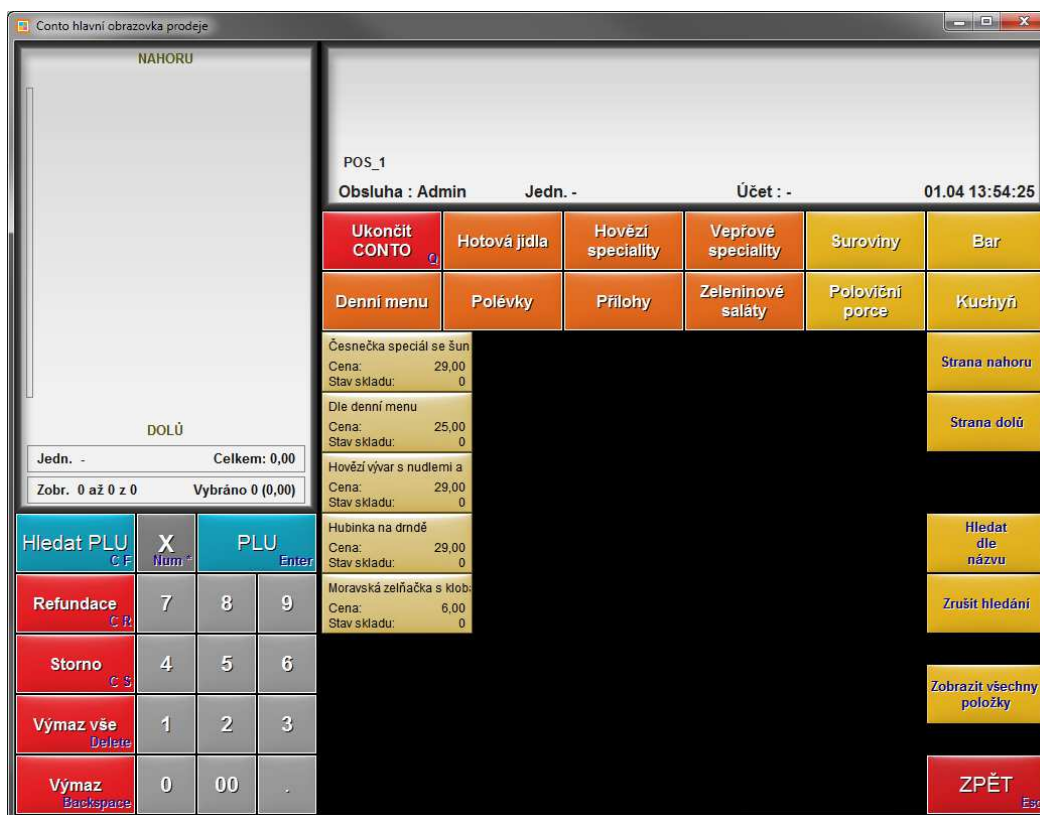 Conto hlavní obrazovka prodeje
NAHORU
DOLŮ
Jedn. -
Celkem: 0,00
Zobr. 0 až 0 z 0
Vybráno 0 (0,00)
POS_1
Obsluha : Admin
Jedn. -
Účet : -
01.04 13:54:25
Ukončit
CONTO
Q
Hotová jídla
Hovězí
speciality
Vepřové
speciality
Suroviny
Bar
Denní menu
Polévky
Přílohy
Zeleninové
saláty
Poloviční
porce
Kuchyň
Česnečka speciál se šun
Cena: 29,00
Stav skladu: 0
Dle denní menu
Cena: 25,00
Stav skladu: 0
Hovězí vývar s nudlemi a
Cena: 29,00
Stav skladu: 0
Hubinka na drndě
Cena: 29,00
Stav skladu: 0
Moravská zelňačka s klob
Cena: 6,00
Stav skladu: 0
Strana nahoru
Strana dolů
Hledat
dle
názvu
Zrušit hledání
Zobrazit všechny
položky
ZPĚT
Esc
Hledat PLU
C F
X
Num *
PLU
Enter
Refundace
C R
7
8
9
Storno
C S
4
5
6
Výmaz vše
Delete
1
2
3
Výmaz
Backspace
0
00
.